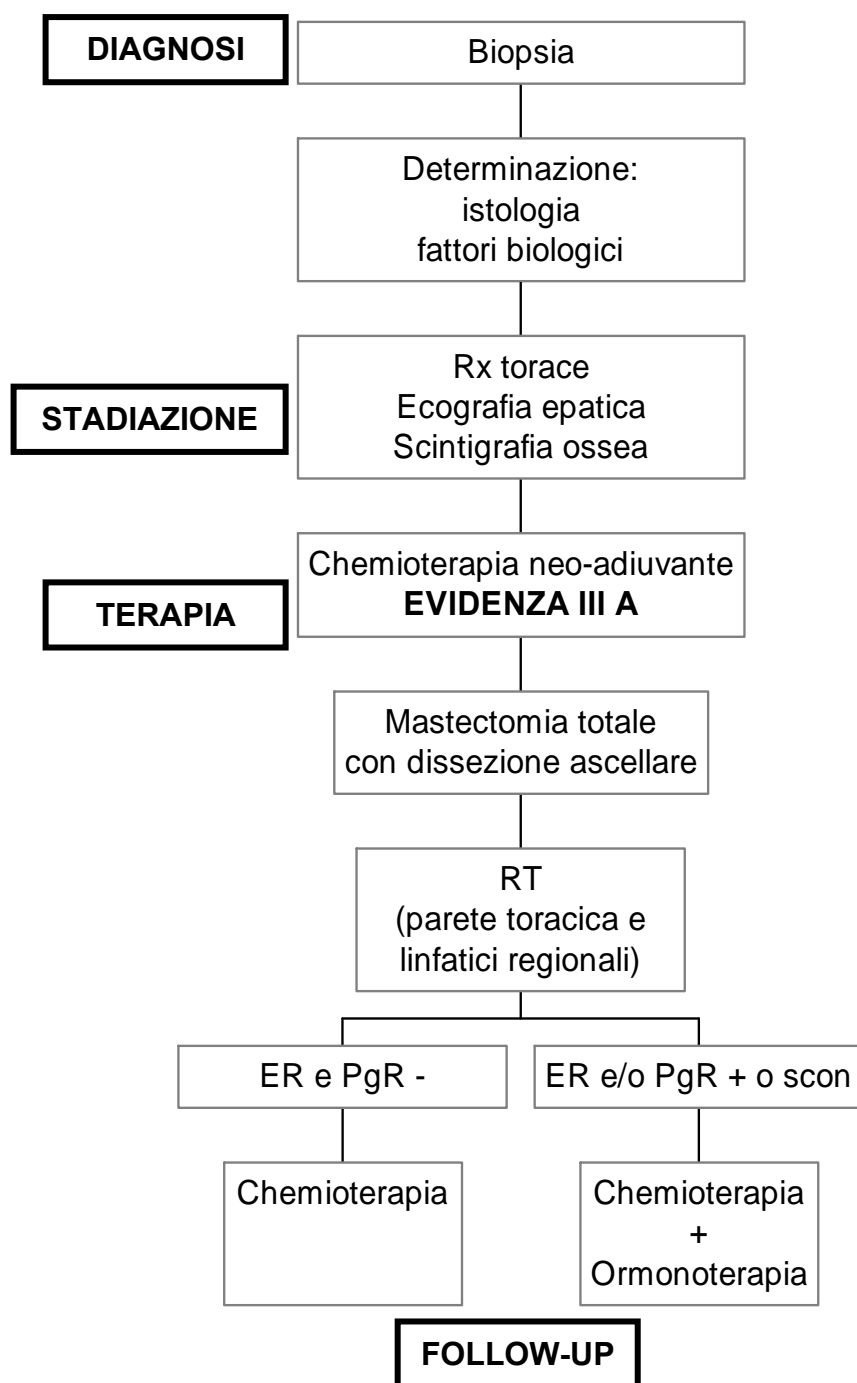 DIAGNOSI
Biopsia
Determinazione:
istologia
fattori biologici
STADIAZIONE
Rx torace
Ecografia epatica
Scintigrafia ossea
TERAPIA
Chemioterapia neo-adiuvante
EVIDENZA III A
Mastectomia totale
con dissezione ascellare
RT
(parete toracica e
linfatici regionali)
ER e PgR -
ER e/o PgR + o scon
Chemioterapia
Chemioterapia
+
Ormonoterapia
FOLLOW-UP